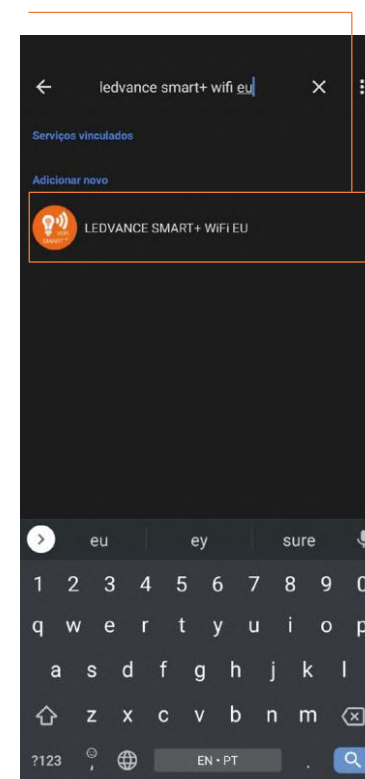 ledvance smart+ wifi eu
Serviços vinculados
Adicionar novo
LEDVANCE SMART+ WiFi EU
eu ey sure
1 2 3 4 5 6 7 8 9 0
q w e r t y u i o p
a s d f g h j k l
z x c v b n m
?123 , EN • PT .